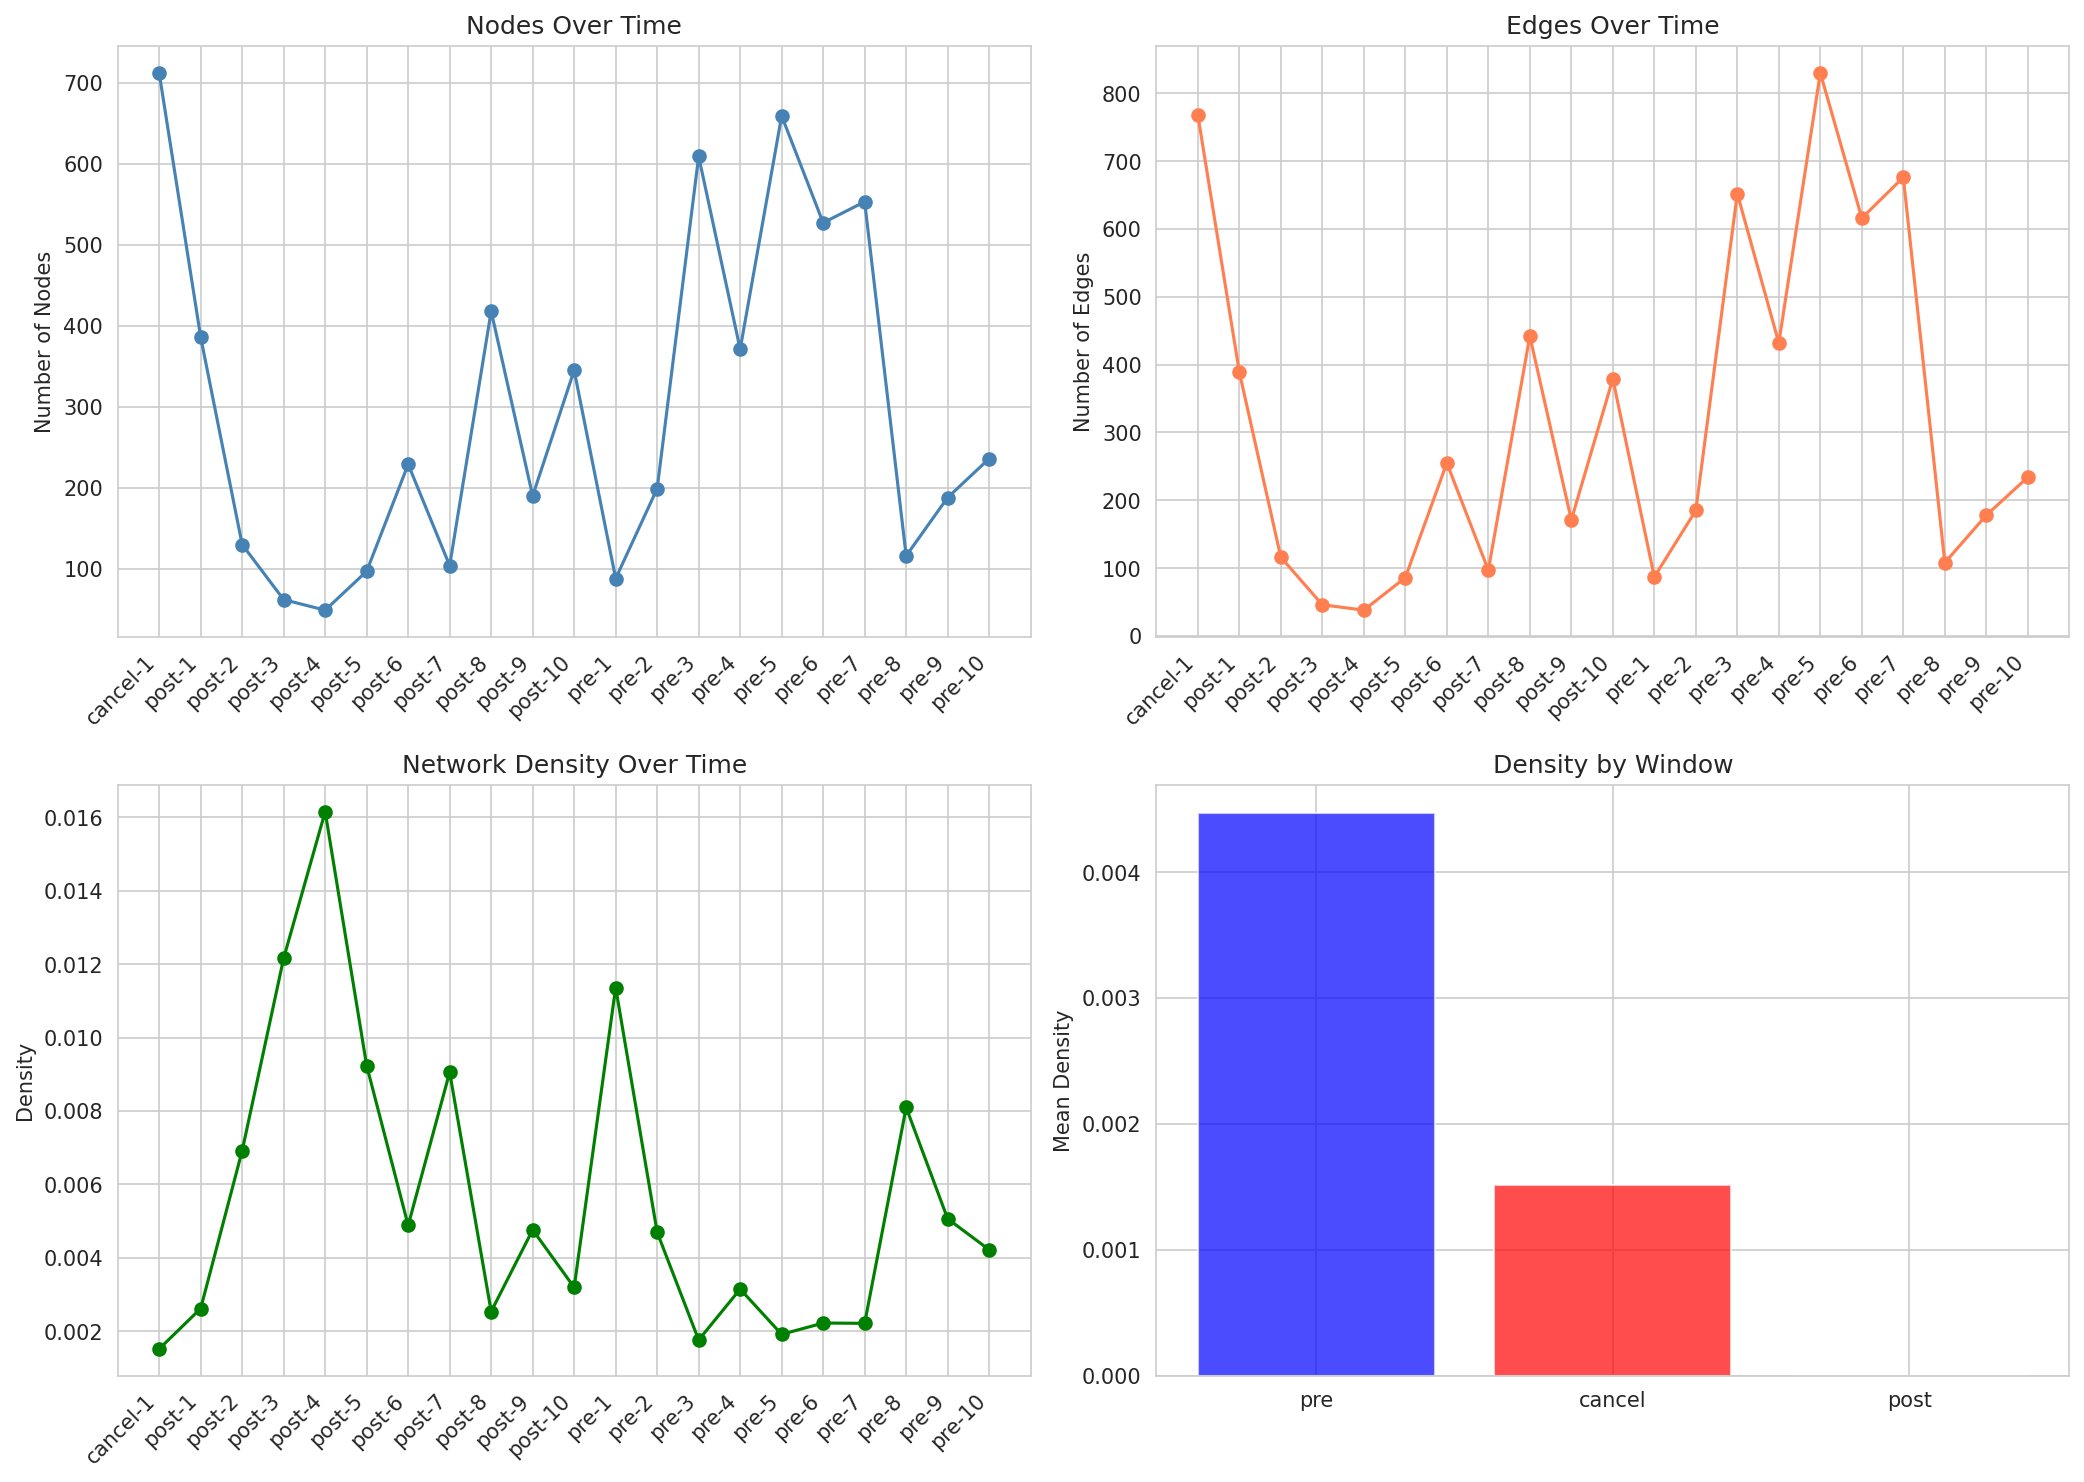 Nodes Over Time
Number of Nodes
700
600
500
400
300
200
100
cancel-1
post-1
post-2
post-3
post-4
post-5
post-6
post-7
post-8
post-9
post-10
pre-1
pre-2
pre-3
pre-4
pre-5
pre-6
pre-7
pre-8
pre-9
pre-10
Edges Over Time
Number of Edges
800
700
600
500
400
300
200
100
0
cancel-1
post-1
post-2
post-3
post-4
post-5
post-6
post-7
post-8
post-9
post-10
pre-1
pre-2
pre-3
pre-4
pre-5
pre-6
pre-7
pre-8
pre-9
pre-10
Network Density Over Time
Density
0.016
0.014
0.012
0.010
0.008
0.006
0.004
0.002
cancel-1
post-1
post-2
post-3
post-4
post-5
post-6
post-7
post-8
post-9
post-10
pre-1
pre-2
pre-3
pre-4
pre-5
pre-6
pre-7
pre-8
pre-9
pre-10
Density by Window
Mean Density
0.004
0.003
0.002
0.001
0.000
pre
cancel
post